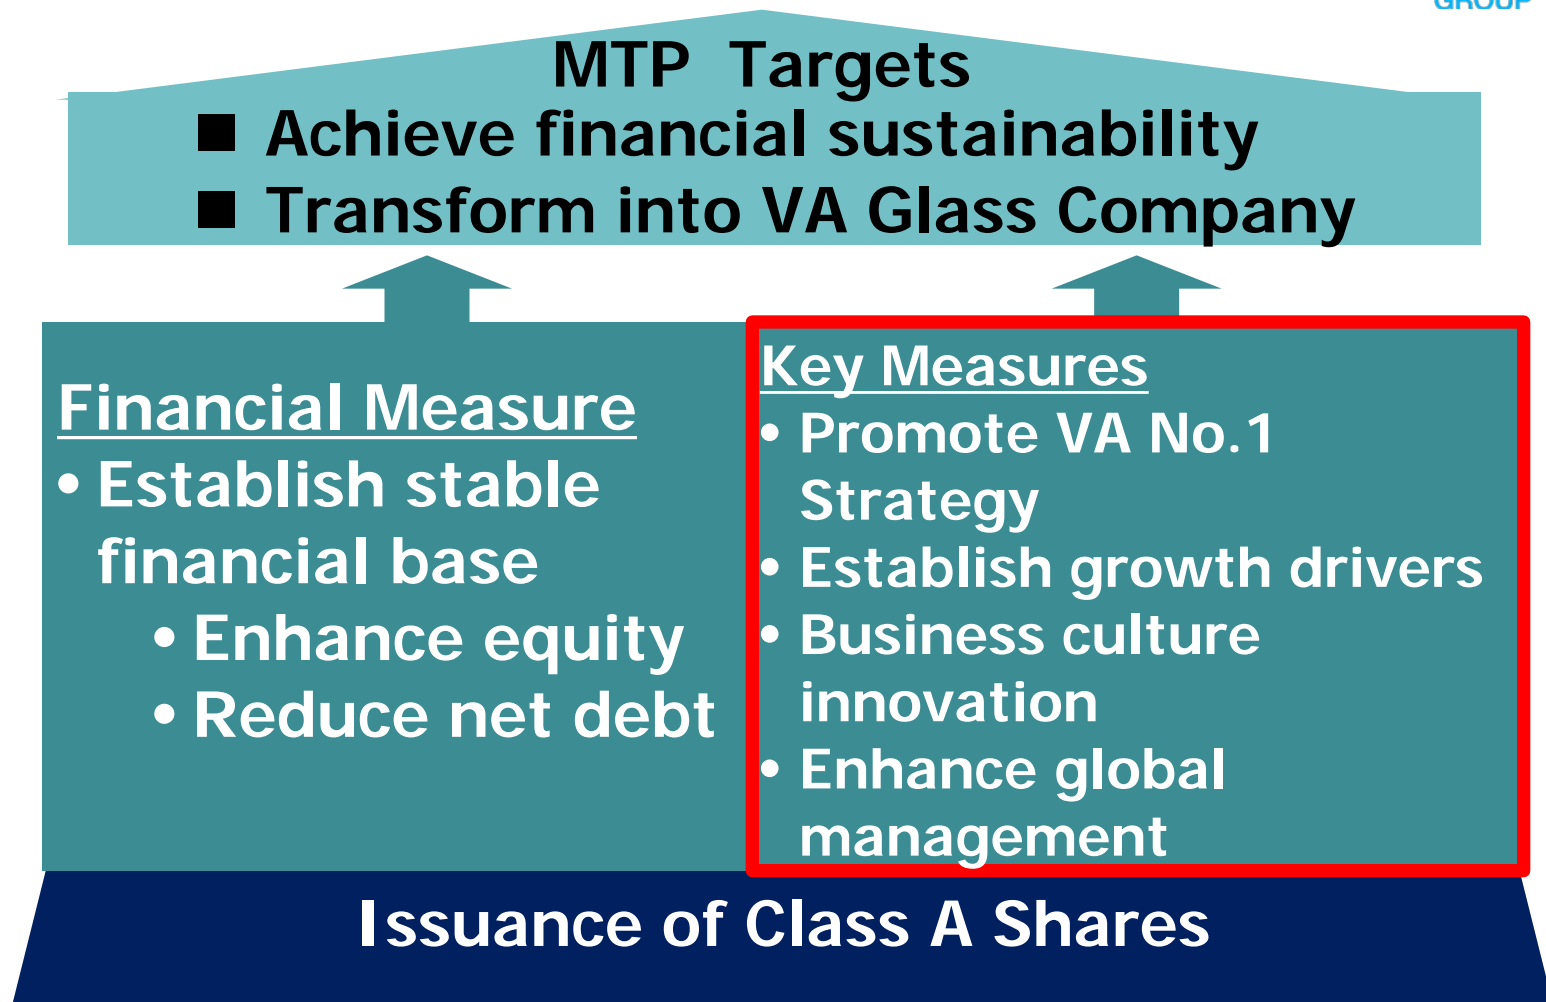 GROUP
MTP Targets
■ Achieve financial sustainability
■ Transform into VA Glass Company
Financial Measure
• Establish stable
financial base
• Enhance equity
• Reduce net debt
Key Measures
• Promote VA No.1
Strategy
• Establish growth drivers
• Business culture
innovation
• Enhance global
management
Issuance of Class A Shares